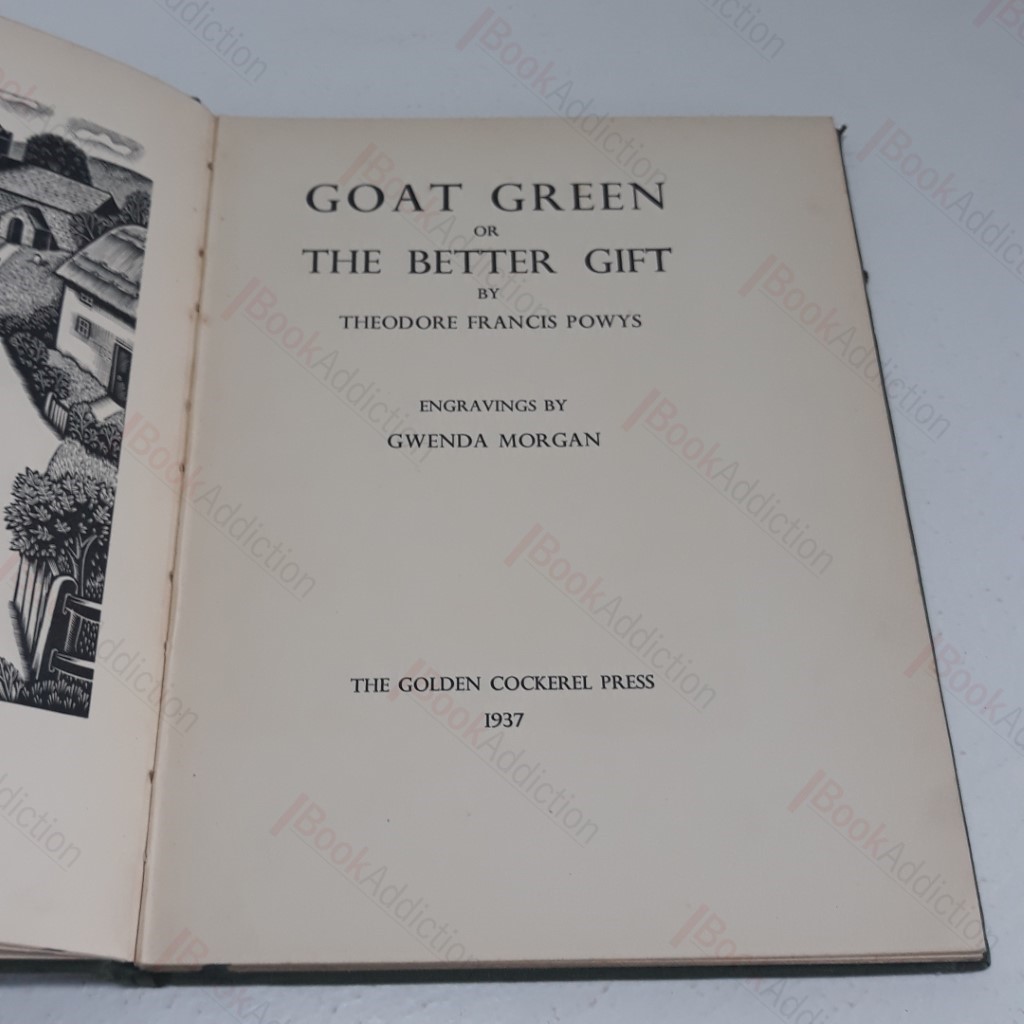 GOAT GREEN
OR
THE BETTER GIFT
BY
THEODORE FRANCIS POWYS
ENGRAVINGS BY
GWENDA MORGAN
THE GOLDEN COCKEREL PRESS
1937
BookAddiction